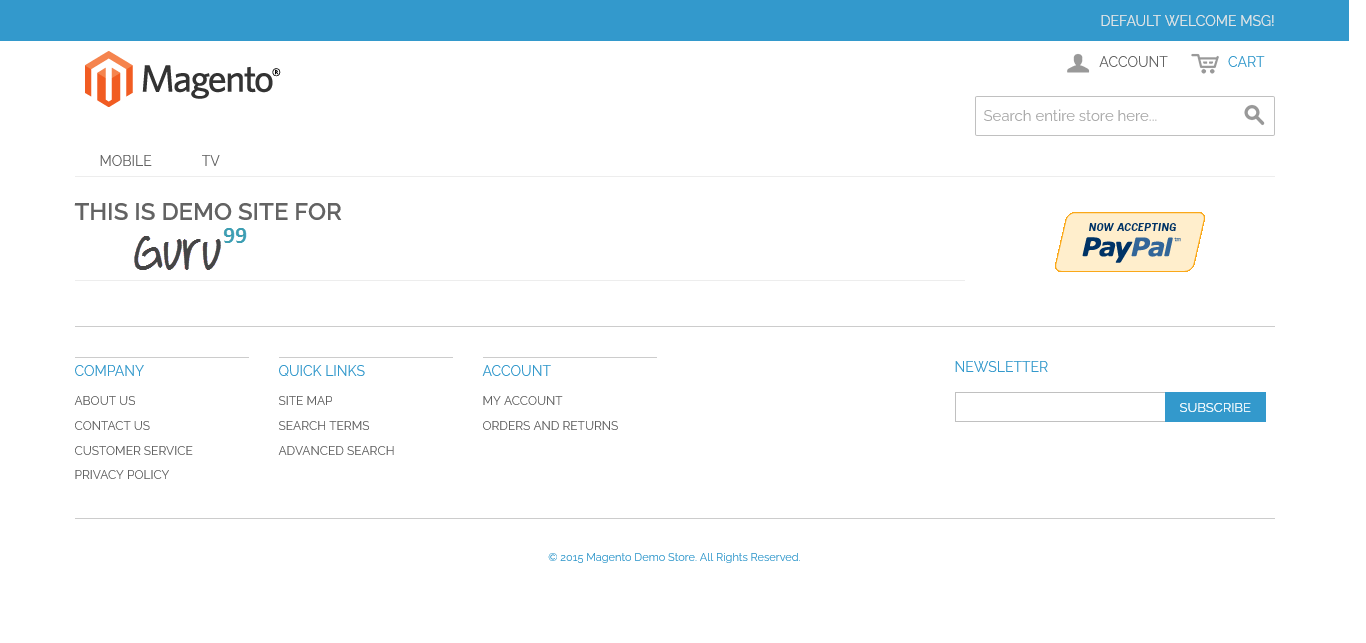 DEFAULT WELCOME MSG!
Magento®
ACCOUNT
CART
Search entire store here...
MOBILE
TV
THIS IS DEMO SITE FOR
Guru99
NOW ACCEPTING
PayPal™
COMPANY
ABOUT US
CONTACT US
CUSTOMER SERVICE
PRIVACY POLICY
QUICK LINKS
SITE MAP
SEARCH TERMS
ADVANCED SEARCH
ACCOUNT
MY ACCOUNT
ORDERS AND RETURNS
NEWSLETTER
SUBSCRIBE
© 2015 Magento Demo Store. All Rights Reserved.